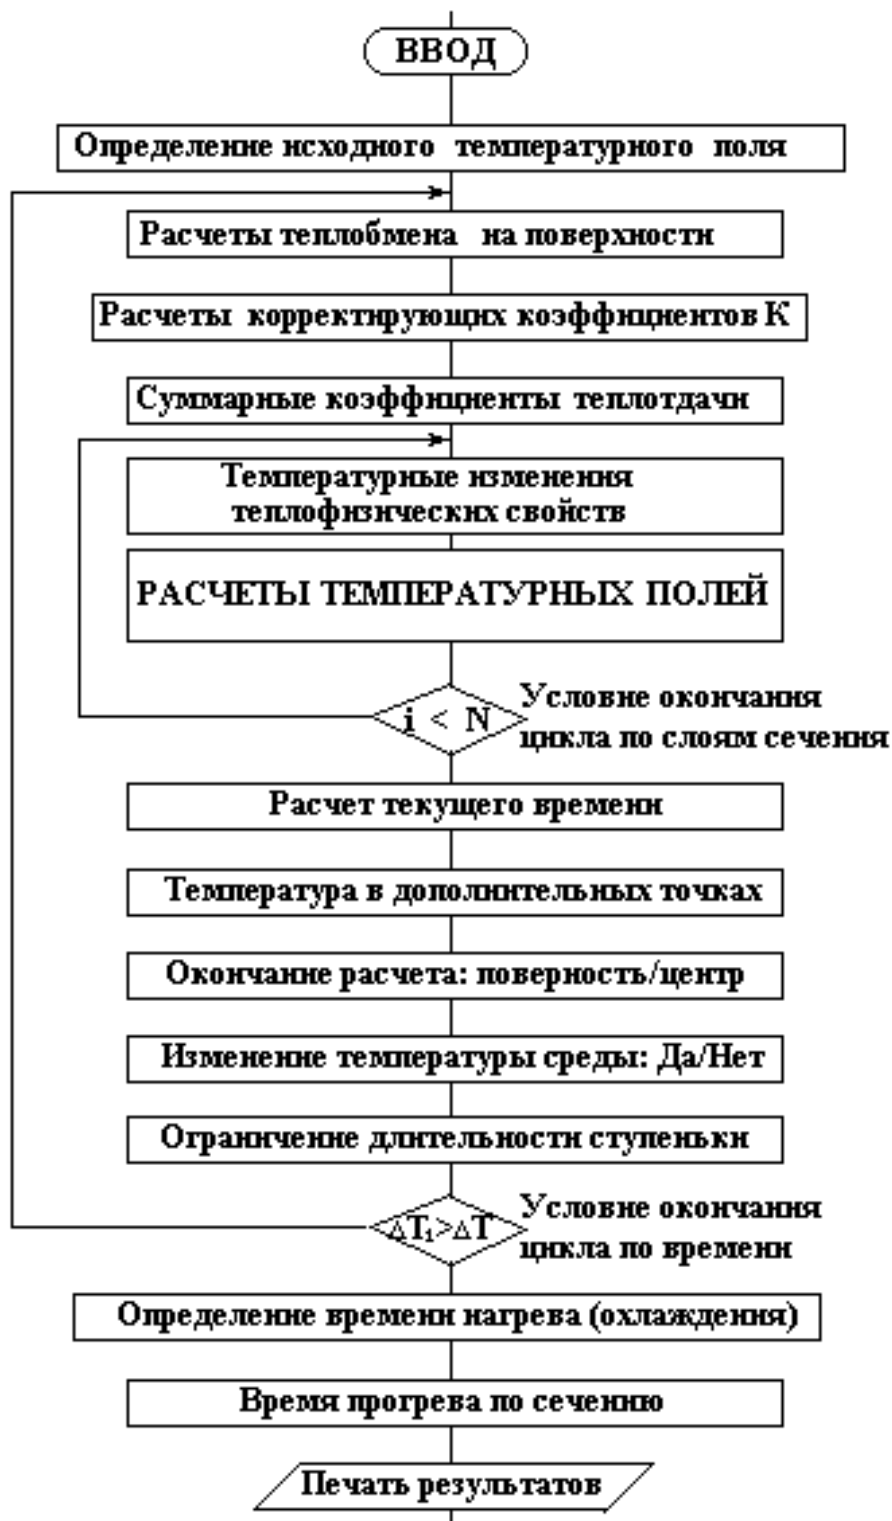 ВВОД
Определение исходного температурного поля
Расчеты теплобмена на поверхности
Расчеты корректирующих коэффициентов К
Суммарные коэффициенты теплотдачи
Температурные изменения
теплофизических свойств
РАСЧЕТЫ ТЕМПЕРАТУРНЫХ ПОЛЕЙ
i < N
Условие окончания
цикла по слоям сечения
Расчет текущего времени
Температура в дополнительных точках
Окончание расчета: поверность/центр
Изменение температуры среды: Да/Нет
Ограничение длительности ступеньки
ΔT₁>ΔT
Условие окончания
цикла по времени
Определение времени нагрева (охлаждения)
Время прогрева по сечению
Печать результатов